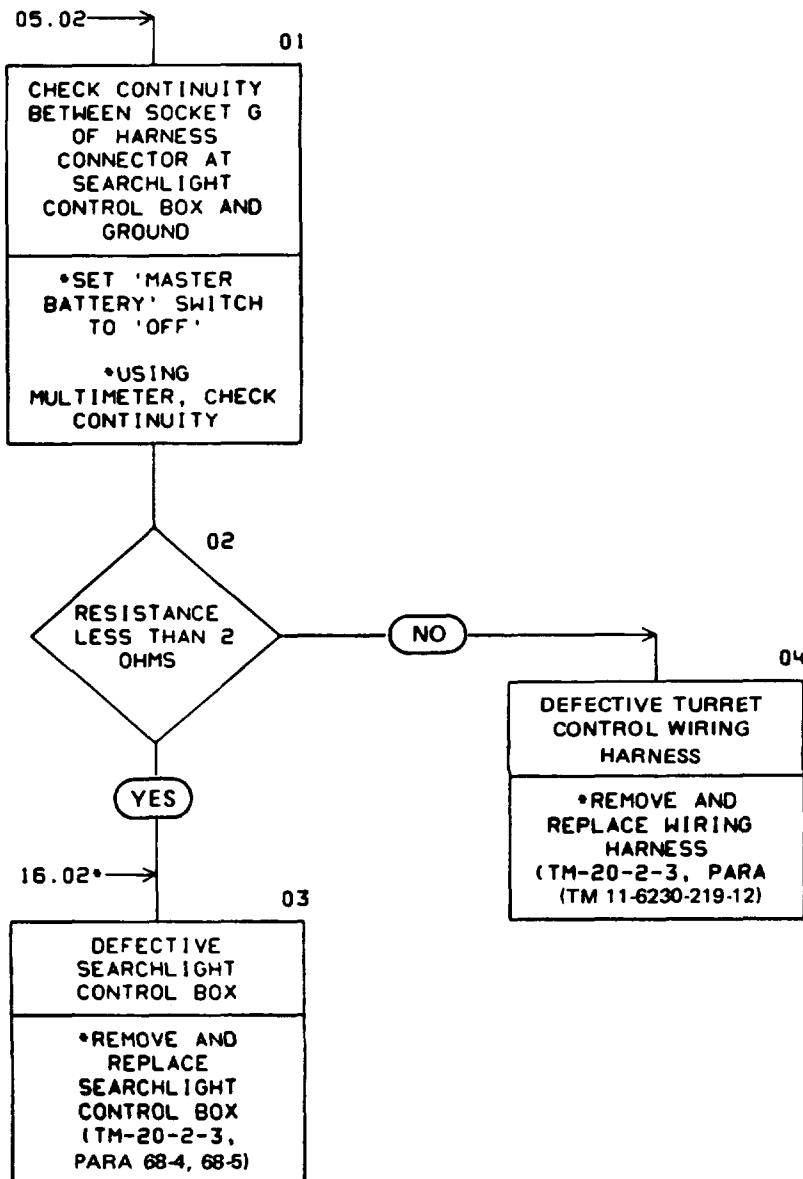 05.02
01
CHECK CONTINUITY
BETWEEN SOCKET G
OF HARNESS
CONNECTOR AT
SEARCHLIGHT
CONTROL BOX AND
GROUND
*SET 'MASTER
BATTERY' SWITCH
TO 'OFF'
*USING
MULTIMETER, CHECK
CONTINUITY
02
RESISTANCE
LESS THAN 2
OHMS
NO
04
DEFECTIVE TURRET
CONTROL WIRING
HARNESS
*REMOVE AND
REPLACE WIRING
HARNESS
(TM-20-2-3, PARA
(TM 11-6230-219-12)
YES
16.02*
03
DEFECTIVE
SEARCHLIGHT
CONTROL BOX
*REMOVE AND
REPLACE
SEARCHLIGHT
CONTROL BOX
(TM-20-2-3,
PARA 68-4, 68-5)